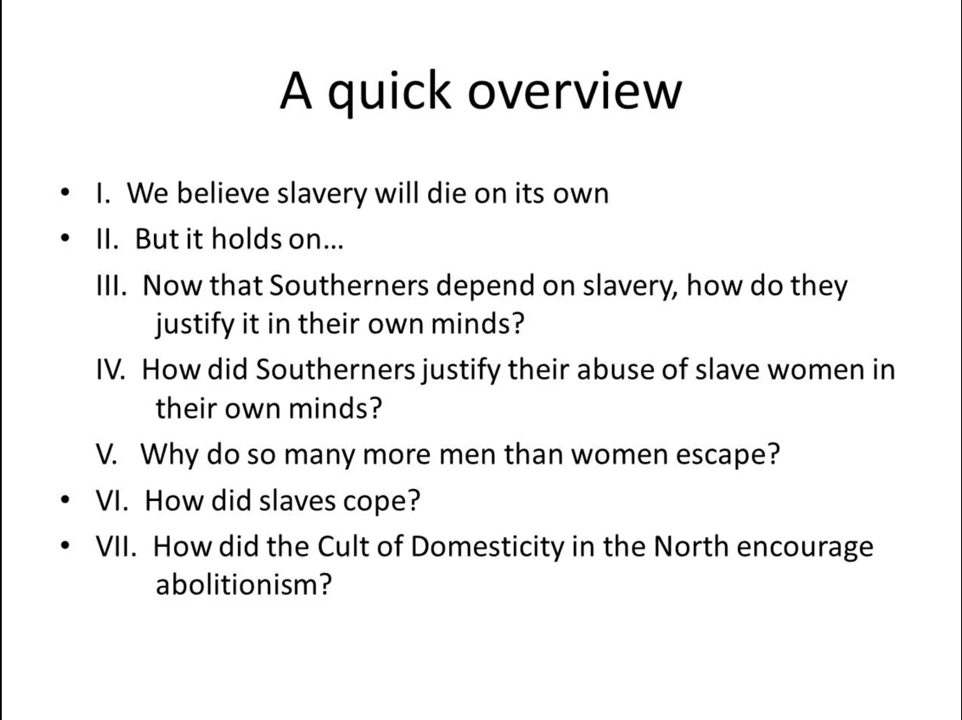 A quick overview
• I. We believe slavery will die on its own
• II. But it holds on…
III. Now that Southerners depend on slavery, how do they
justify it in their own minds?
IV. How did Southerners justify their abuse of slave women in
their own minds?
V. Why do so many more men than women escape?
• VI. How did slaves cope?
• VII. How did the Cult of Domesticity in the North encourage
abolitionism?